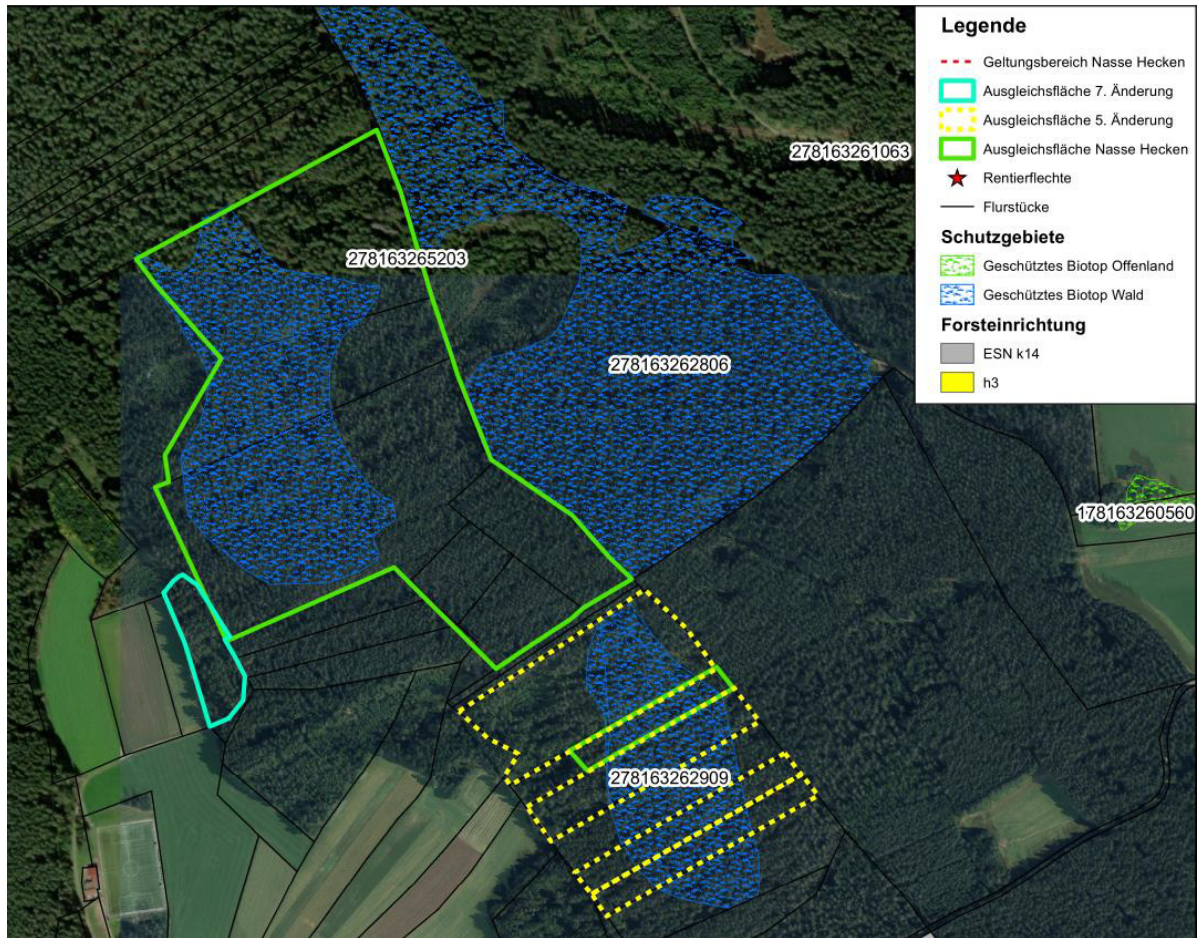 Legende
Geltungsbereich Nasse Hecken
Ausgleichsfläche 7. Änderung
Ausgleichsfläche 5. Änderung
Ausgleichsfläche Nasse Hecken
Rentierflechte
Flurstücke
Schutzgebiete
Geschütztes Biotop Offenland
Geschütztes Biotop Wald
Forsteinrichtung
ESN k14
h3
278163261063
278163265203
278163262806
178163260560
278163262909